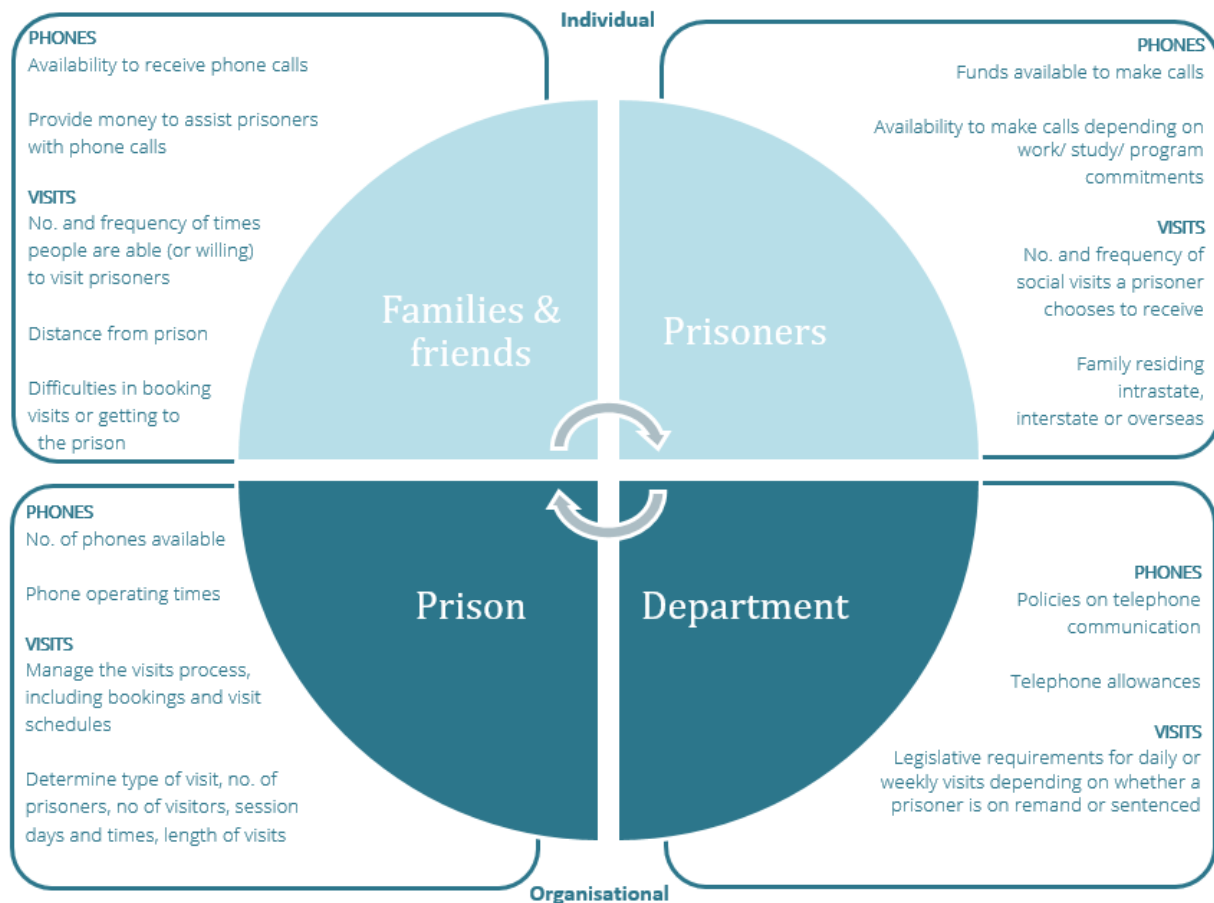 Individual
PHONES
Availability to receive phone calls
Provide money to assist prisoners
with phone calls
VISITS
No. and frequency of times
people are able (or willing)
to visit prisoners
Distance from prison
Difficulties in booking
visits or getting to
the prison
PHONES
Funds available to make calls
Availability to make calls depending on
work/ study/ program
commitments
VISITS
No. and frequency of
social visits a prisoner
chooses to receive
Family residing
intrastate,
interstate or overseas
Families &
friends
Prisoners
Prison
Department
PHONES
No. of phones available
Phone operating times
VISITS
Manage the visits process,
including bookings and visit
schedules
Determine type of visit, no. of
prisoners, no of visitors, session
days and times, length of visits
PHONES
Policies on telephone
communication
Telephone allowances
VISITS
Legislative requirements for daily or
weekly visits depending on whether a
prisoner is on remand or sentenced
Organisational